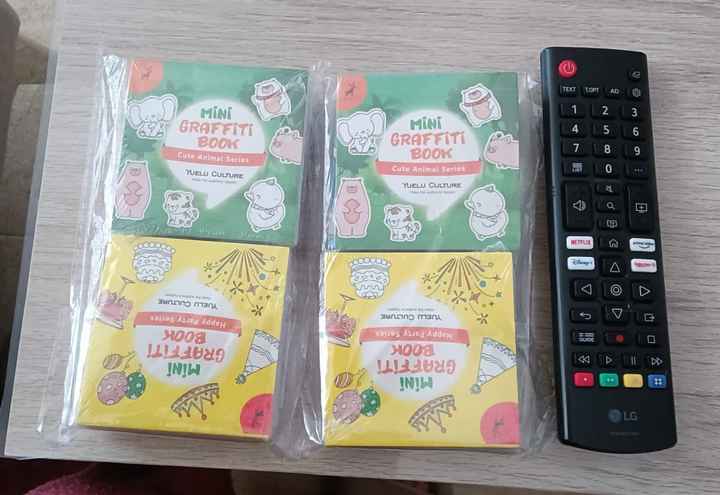 MiNi
GRAFFiTi
BOOK
Cute Animal Series
YUELU CULTURE
MiNi
GRAFFiTi
BOOK
Happy Party Series
YUELU CULTURE
MiNi
GRAFFiTi
BOOK
Cute Animal Series
YUELU CULTURE
MiNi
GRAFFiTi
BOOK
Happy Party Series
YUELU CULTURE
TEXT T.OPT AD
1 2 3
4 5 6
7 8 9
0 ...
NETFLIX prime video
Disney+ Rakuten TV
GUIDE
LG